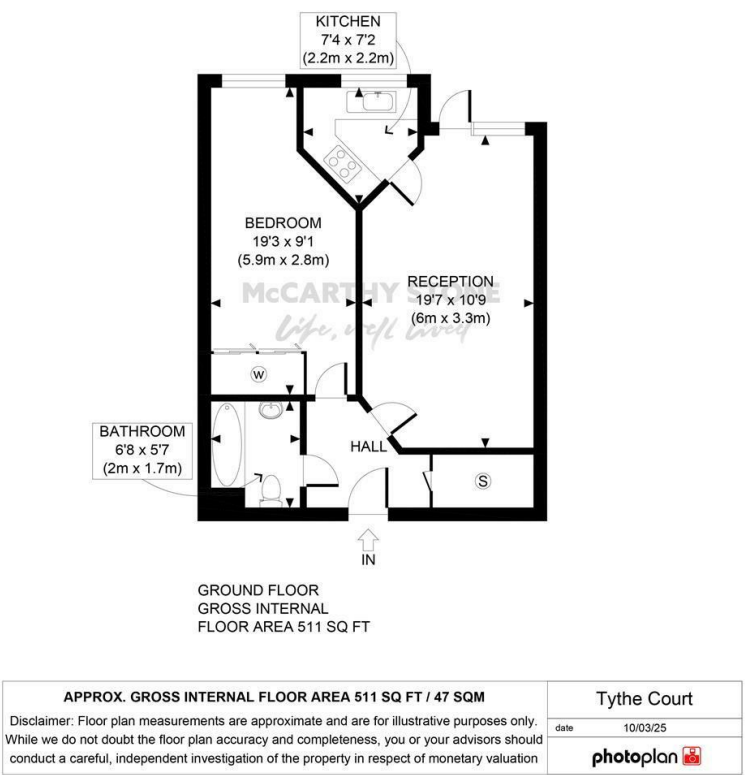 KITCHEN
7'4 x 7'2
(2.2m x 2.2m)
BEDROOM
19'3 x 9'1
(5.9m x 2.8m)
RECEPTION
19'7 x 10'9
(6m x 3.3m)
McCARTHY STONE
Life, well lived
W
BATHROOM
6'8 x 5'7
(2m x 1.7m)
HALL
S
IN
GROUND FLOOR
GROSS INTERNAL
FLOOR AREA 511 SQ FT
APPROX. GROSS INTERNAL FLOOR AREA 511 SQ FT / 47 SQM
Disclaimer: Floor plan measurements are approximate and are for illustrative purposes only.
While we do not doubt the floor plan accuracy and completeness, you or your advisors should
conduct a careful, independent investigation of the property in respect of monetary valuation
Tythe Court
date 10/03/25
photoplan